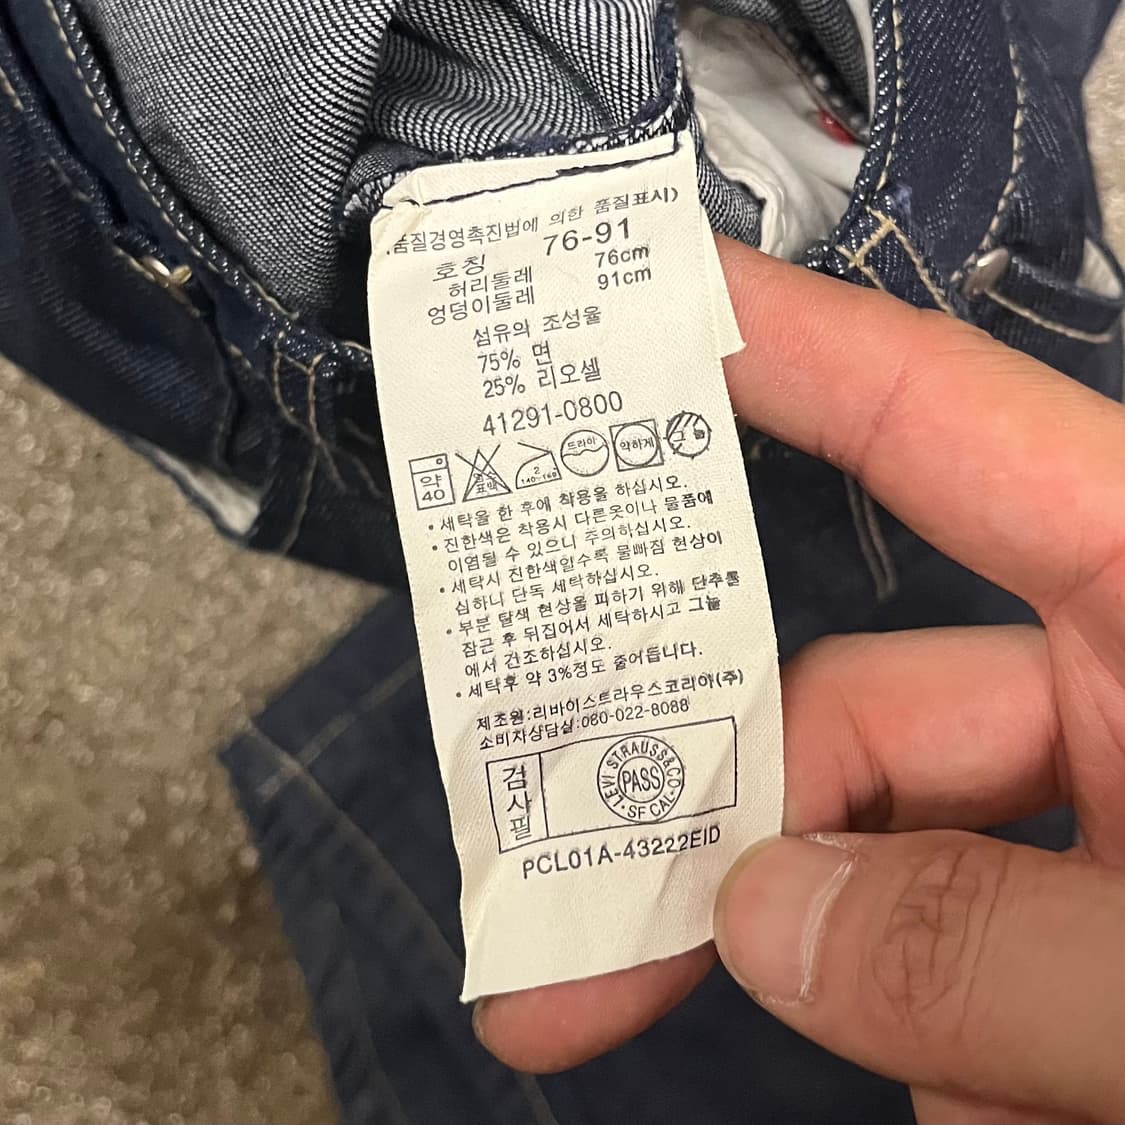 품질경영촉진법에 의한 품질표시)
호칭 76-91
허리둘레 76cm
엉덩이둘레 91cm
섬유의 조성율
75% 면
25% 리오셀
41291-0800
약 40 염소 표백 2 140~160 드라이 약하게
• 세탁을 한 후에 착용을 하십시오.
• 진한색은 착용시 다른옷이나 물품에
이염될 수 있으니 주의하십시오.
• 세탁시 진한색일수록 물빠짐 현상이
심하니 단독 세탁하십시오.
• 부분 탈색 현상을 피하기 위해 단추를
잠근 후 뒤집어서 세탁하시고 그늘
에서 건조하십시오.
• 세탁후 약 3%정도 줄어듭니다.
제조원:리바이스트라우스코리아(주)
소비자상담실:080-022-8088
검사필
LEVI STRAUSS & CO.
PASS
SF CAL.
PCL01A-43222EID